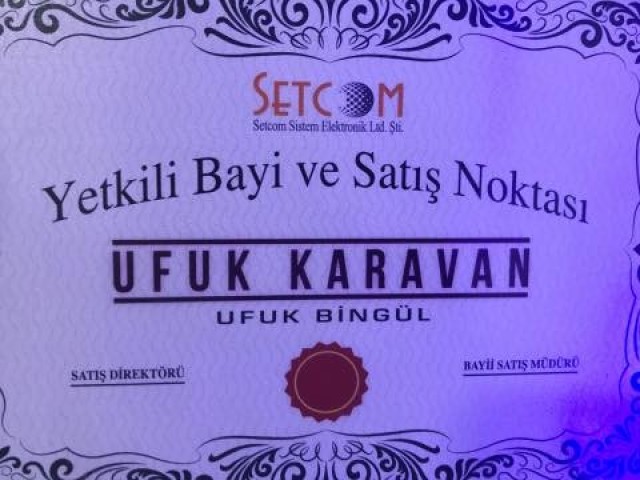 SETCOM
Setcom Sistem Elektronik Ltd. Şti.
Yetkili Bayi ve Satış Noktası
UFUK KARAVAN
UFUK BİNGÜL
SATIŞ DİREKTÖRÜ
BAYİİ SATIŞ MÜDÜRÜ